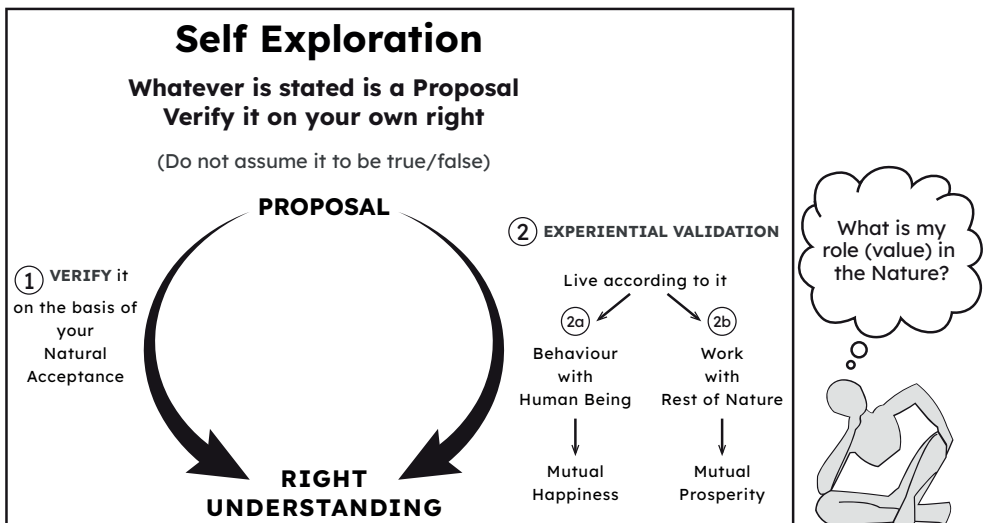 Self Exploration
Whatever is stated is a Proposal
Verify it on your own right
(Do not assume it to be true/false)
PROPOSAL
1 VERIFY it
on the basis of
your
Natural
Acceptance
2 EXPERIENTIAL VALIDATION
Live according to it
2a
Behaviour
with
Human Being
Mutual
Happiness
2b
Work
with
Rest of Nature
Mutual
Prosperity
RIGHT
UNDERSTANDING
What is my
role (value) in
the Nature?